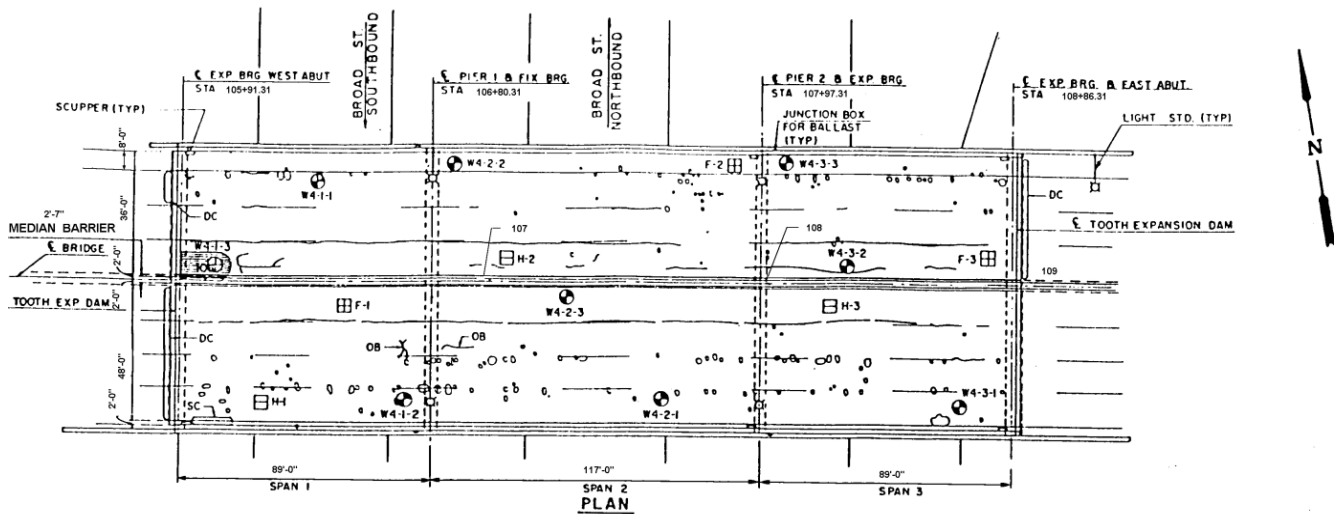 BROAD ST.
SOUTHBOUND
BROAD ST.
NORTHBOUND
℄ EXP BRG WEST ABUT
STA 105+91.31
℄ PIER 1 & FIX BRG
STA 106+80.31
℄ PIER 2 & EXP BRG
STA 107+97.31
℄ EXP BRG. & EAST ABUT.
STA 108+86.31
SCUPPER (TYP)
JUNCTION BOX
FOR BALLAST
(TYP)
LIGHT STD. (TYP)
N
8'-0"
W4-2-2
F-2
W4-3-3
W4-1-1
DC
DC
36'-0"
2'-7"
MEDIAN BARRIER
℄ BRIDGE
W4-1-3
107
108
℄ TOOTH EXPANSION DAM
H-2
W4-3-2
F-3
2'-0"
109
TOOTH EXP DAM
2'-0"
F-1
W4-2-3
H-3
DC
OB
OB
48'-0"
SC
H-1
W4-1-2
W4-2-1
W4-3-1
2'-0"
89'-0"
117'-0"
89'-0"
SPAN 1
SPAN 2
SPAN 3
PLAN